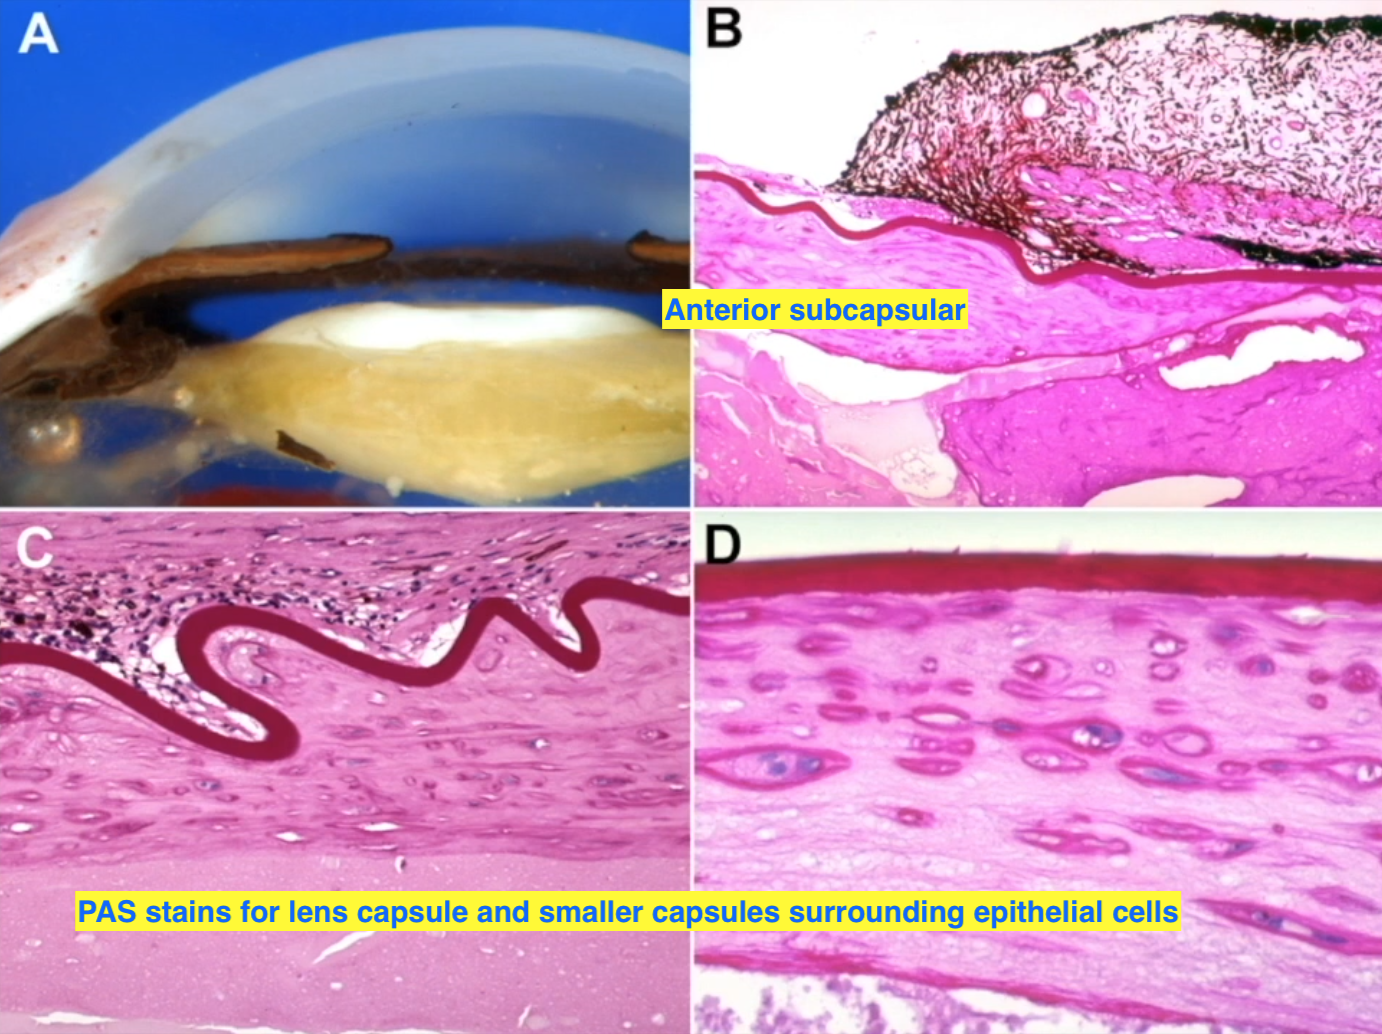 A
B
Anterior subcapsular
C
D
PAS stains for lens capsule and smaller capsules surrounding epithelial cells